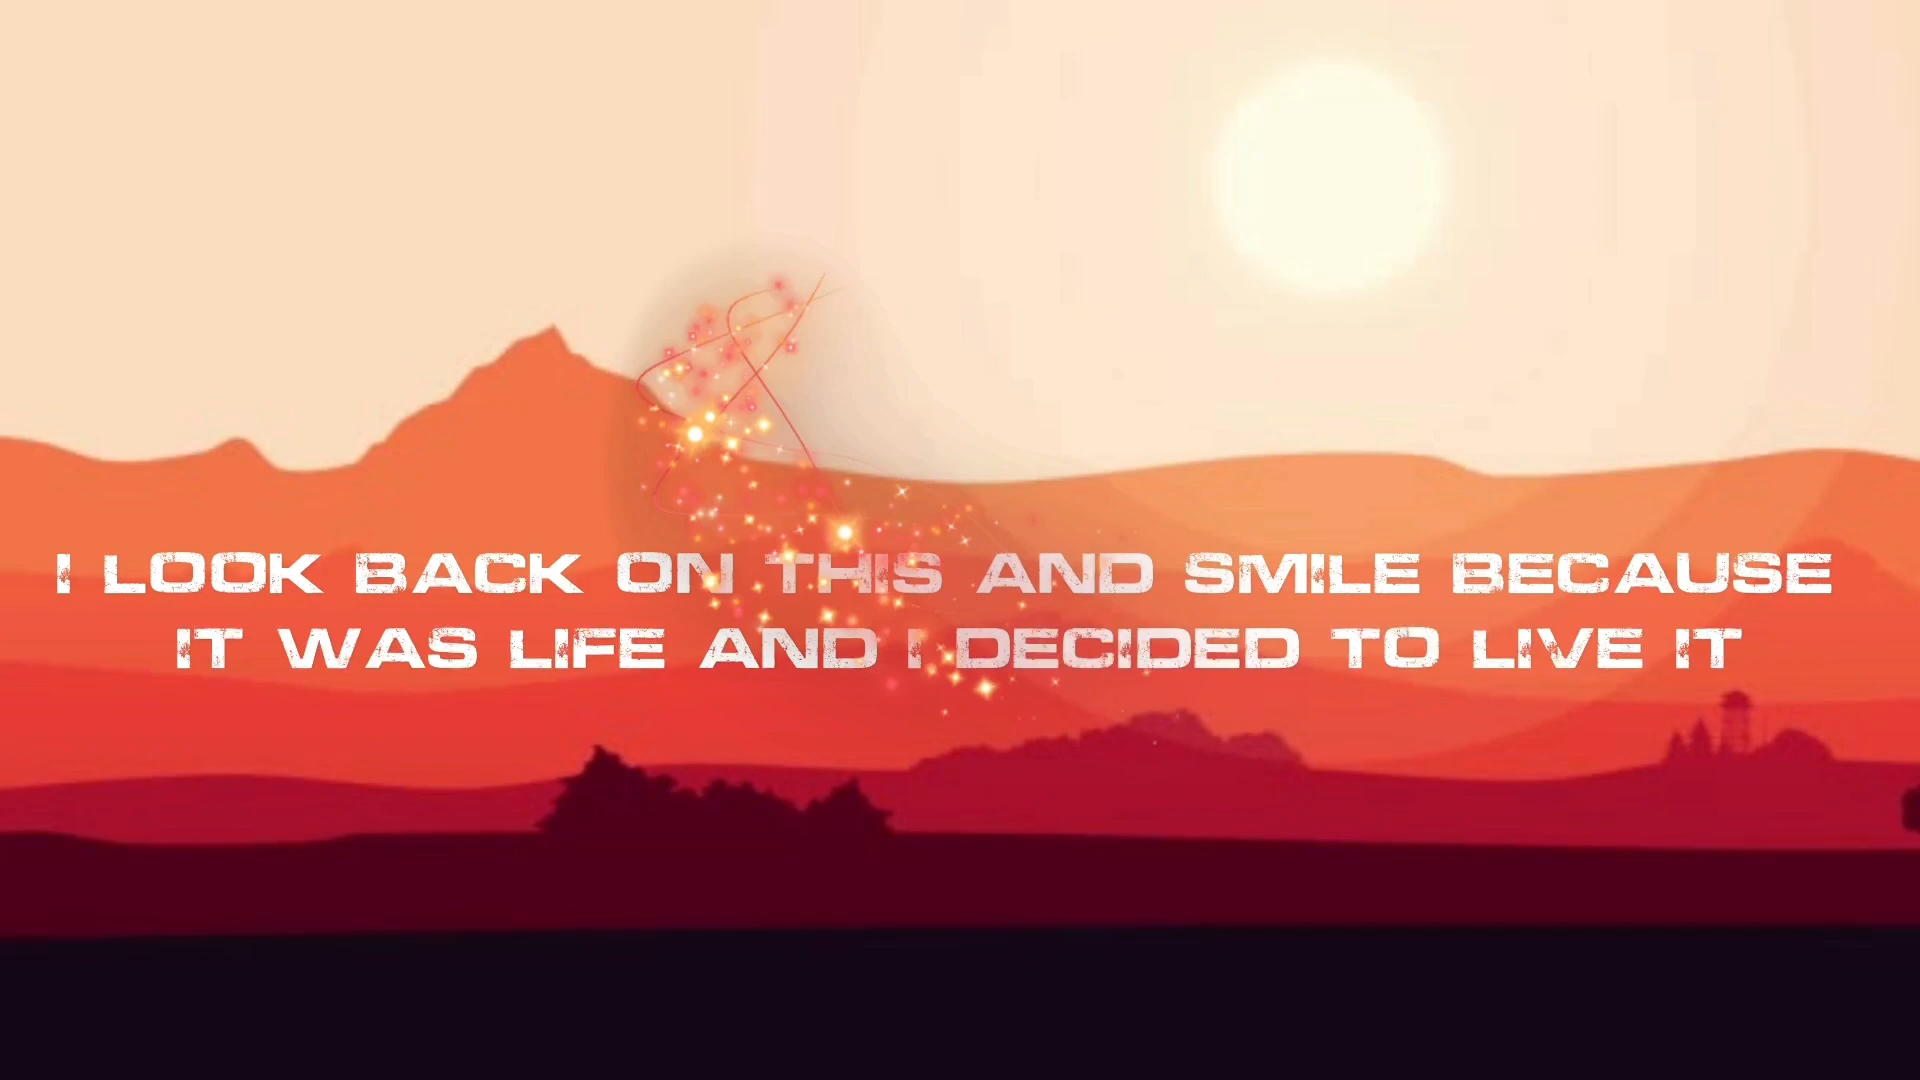 I LOOK BACK ON THIS AND SMILE BECAUSE
IT WAS LIFE AND I DECIDED TO LIVE IT